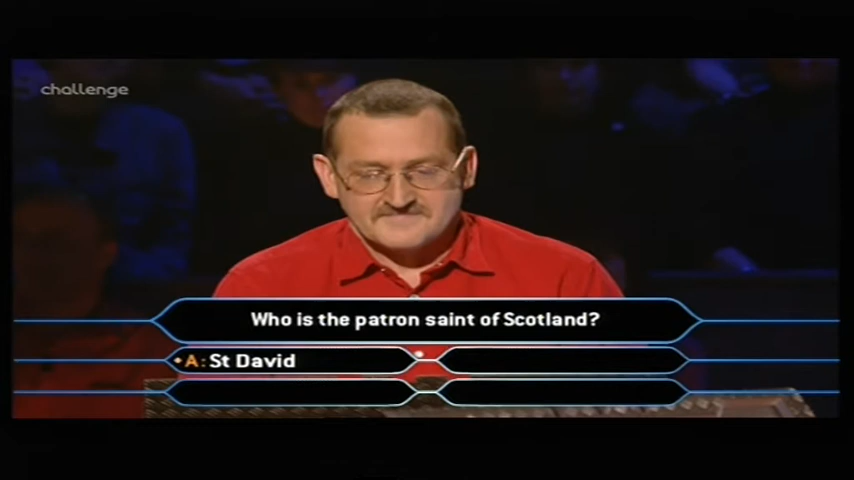 challenge
Who is the patron saint of Scotland?
A: St David